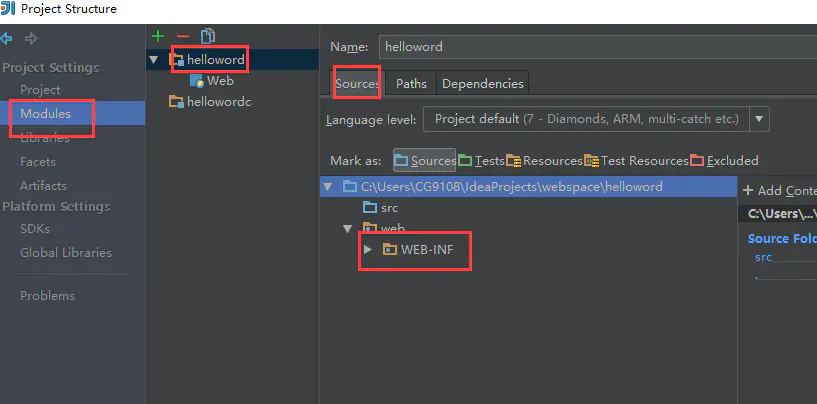 Project Structure
Project Settings
Project
Modules
Libraries
Facets
Artifacts
Platform Settings
SDKs
Global Libraries
Problems
helloword
Web
hellowordc
Name: helloword
Sources Paths Dependencies
Language level: Project default (7 - Diamonds, ARM, multi-catch etc.)
Mark as: Sources Tests Resources Test Resources Excluded
C:\Users\CG9108\IdeaProjects\webspace\helloword
src
web
WEB-INF
+ Add Conte
C:\Users\...\
Source Fol
src
.